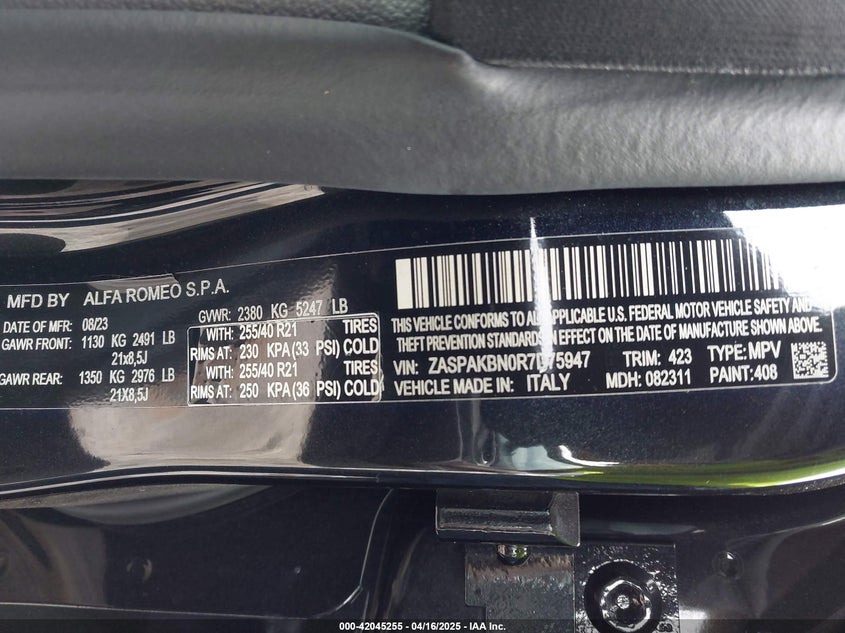 MFD BY ALFA ROMEO S.P.A.
DATE OF MFR: 08/23 GVWR: 2380 KG 5247 LB
GAWR FRONT: 1130 KG 2491 LB WITH: 255/40 R21 TIRES
21x8,5J RIMS AT: 230 KPA (33 PSI) COLD
GAWR REAR: 1350 KG 2976 LB WITH: 255/40 R21 TIRES
21X8,5J RIMS AT: 250 KPA (36 PSI) COLD
THIS VEHICLE CONFORMS TO ALL APPLICABLE U.S. FEDERAL MOTOR VEHICLE SAFETY AND
THEFT PREVENTION STANDARDS IN EFFECT ON THE DATE OF MANUFACTURE SHOWN ABOVE.
VIN: ZASPAKBN0R7D75947 TRIM: 423 TYPE: MPV
VEHICLE MADE IN: ITALY MDH: 082311 PAINT: 408
000-42045255 - 04/16/2025 - IAA Inc.